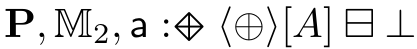 𝐏, 𝕄₂, 𝖺 :⟴ ⟨⊕⟩[A] ⊟ ⊥